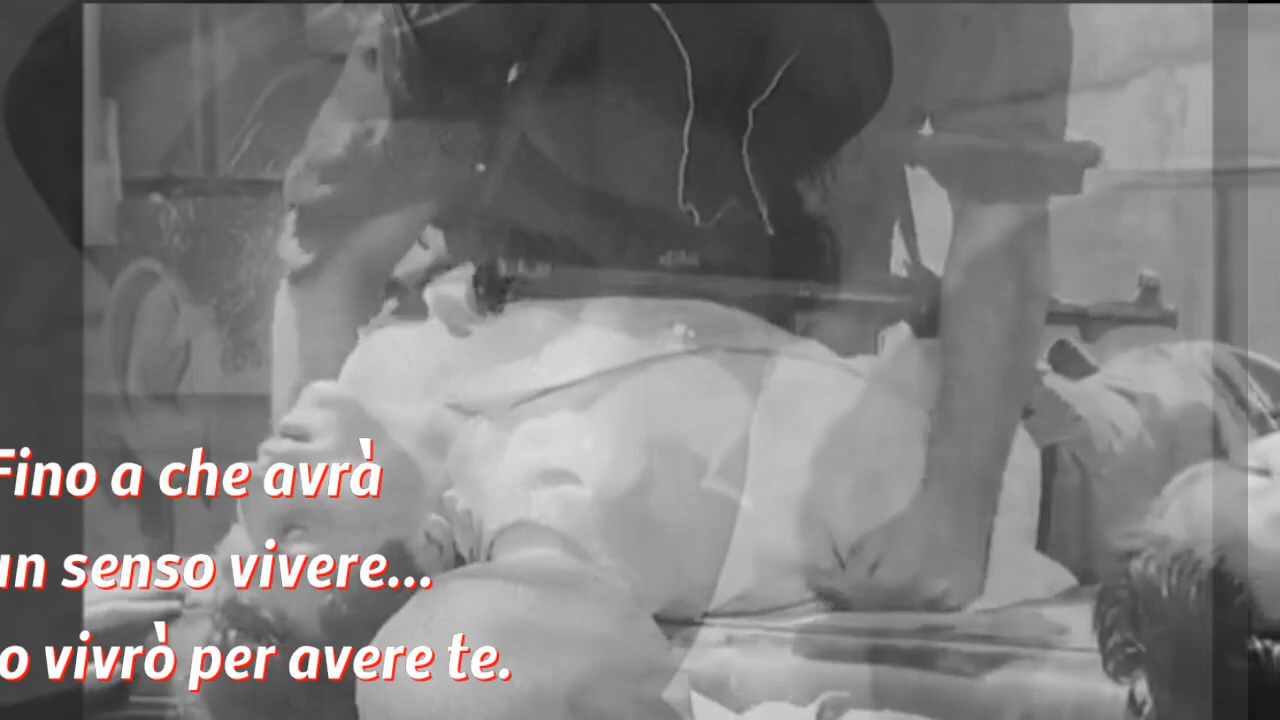 Fino a che avrà
un senso vivere...
o vivrò per avere te.